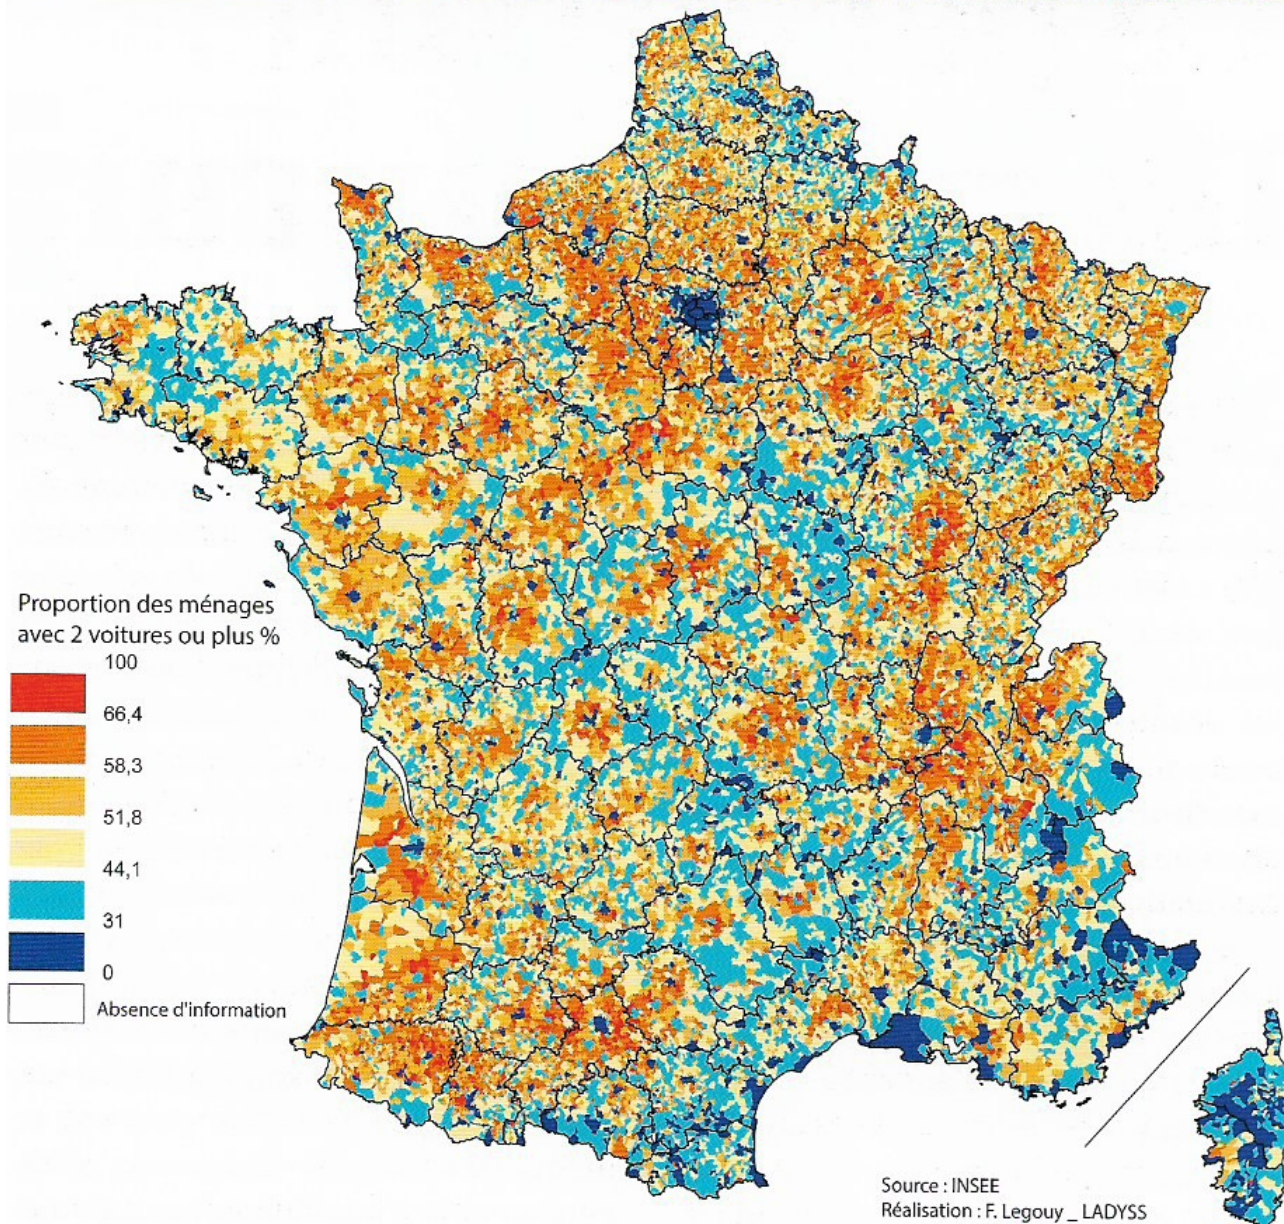 Proportion des ménages
avec 2 voitures ou plus %
100
66,4
58,3
51,8
44,1
31
0
Absence d'information
Source : INSEE
Réalisation : F. Legouy _ LADYSS